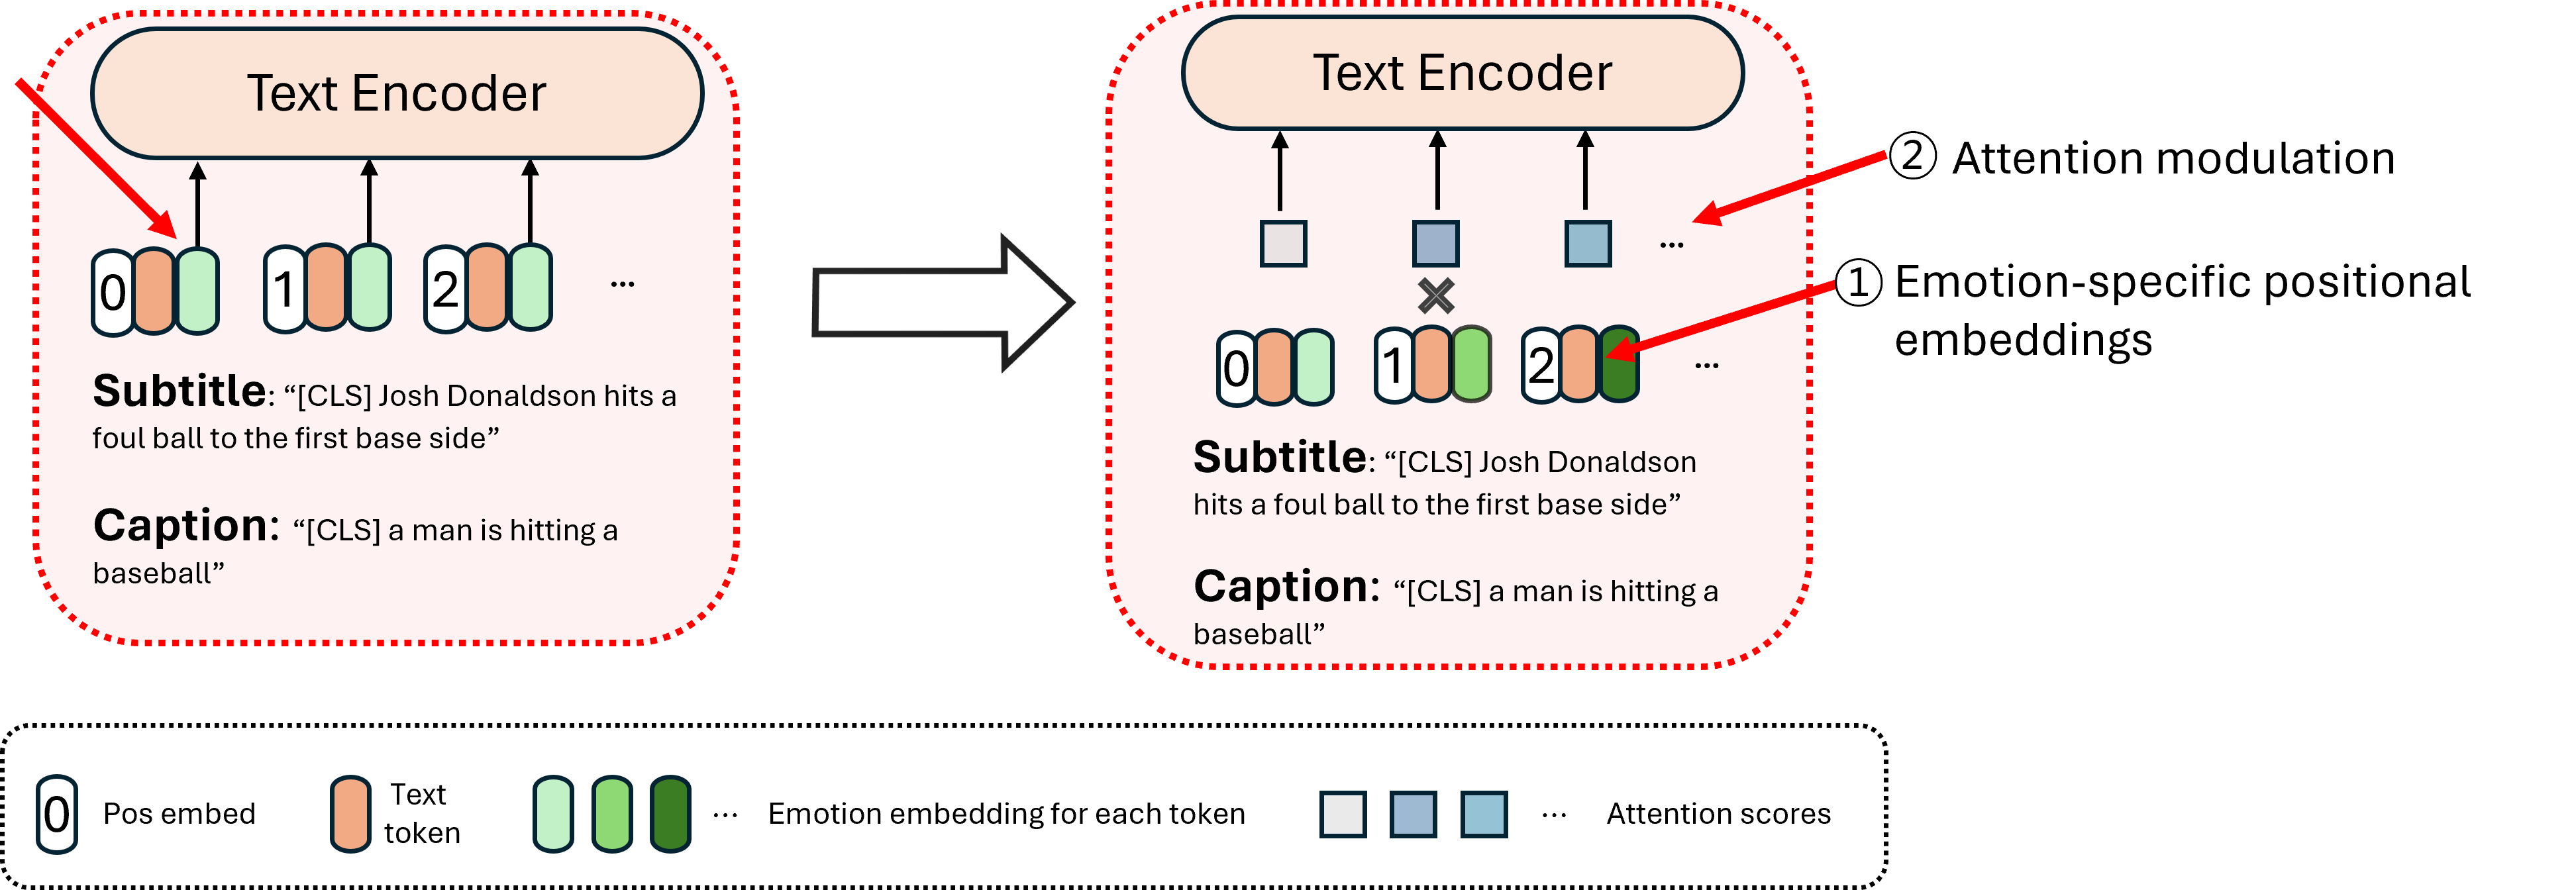 Text Encoder
0 1 2 ...
Subtitle: “[CLS] Josh Donaldson hits a
foul ball to the first base side”
Caption: “[CLS] a man is hitting a
baseball”
Text Encoder
② Attention modulation
...
① Emotion-specific positional
embeddings
0 1 2 ...
Subtitle: “[CLS] Josh Donaldson
hits a foul ball to the first base side”
Caption: “[CLS] a man is hitting a
baseball”
0 Pos embed
Text
token
... Emotion embedding for each token
... Attention scores